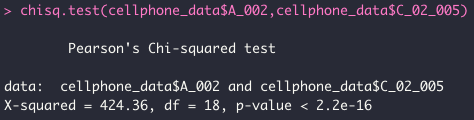 > chisq.test(cellphone_data$A_002,cellphone_data$C_02_005)
Pearson's Chi-squared test
data:  cellphone_data$A_002 and cellphone_data$C_02_005
X-squared = 424.36, df = 18, p-value < 2.2e-16